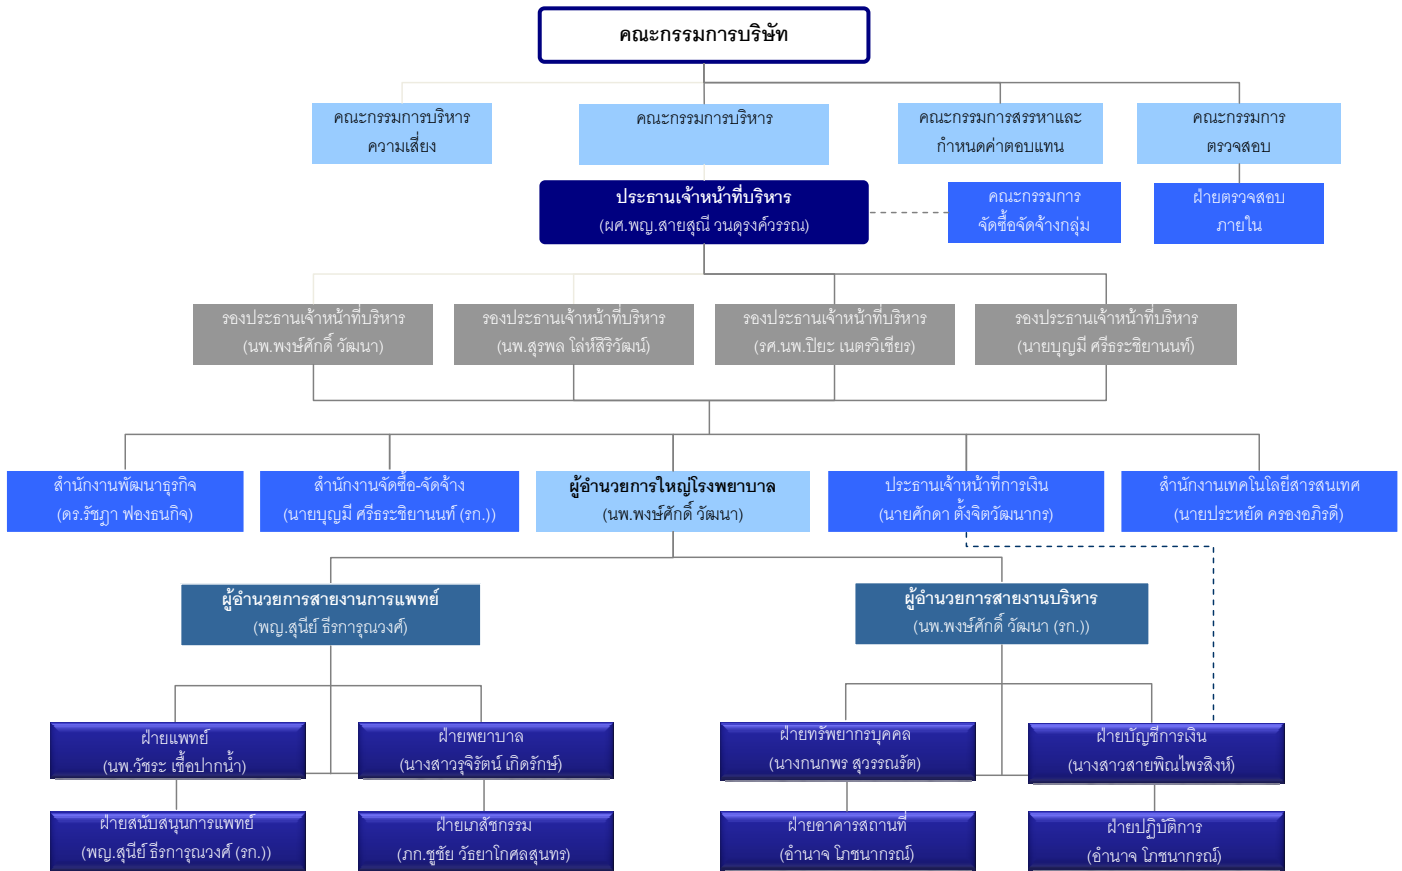 คณะกรรมการบริษัท
คณะกรรมการบริหาร
ความเสี่ยง
คณะกรรมการบริหาร
คณะกรรมการสรรหาและ
กำหนดค่าตอบแทน
คณะกรรมการ
ตรวจสอบ
ประธานเจ้าหน้าที่บริหาร
(ผศ.พญ.สายสุณี วนดุรงค์วรรณ)
คณะกรรมการ
จัดซื้อจัดจ้างกลุ่ม
ฝ่ายตรวจสอบ
ภายใน
รองประธานเจ้าหน้าที่บริหาร
(นพ.พงษ์ศักดิ์ วัฒนา)
รองประธานเจ้าหน้าที่บริหาร
(นพ.สุรพล โล่ห์สิริวัฒน์)
รองประธานเจ้าหน้าที่บริหาร
(รศ.นพ.ปิยะ เนตรวิเชียร)
รองประธานเจ้าหน้าที่บริหาร
(นายบุญมี ศรีธระชิยานนท์)
สำนักงานพัฒนาธุรกิจ
(ดร.รัชฎา ฟองธนกิจ)
สำนักงานจัดซื้อ-จัดจ้าง
(นายบุญมี ศรีธระชิยานนท์ (รก.))
ผู้อำนวยการใหญ่โรงพยาบาล
(นพ.พงษ์ศักดิ์ วัฒนา)
ประธานเจ้าหน้าที่การเงิน
(นายศักดา ตั้งจิตวัฒนากร)
สำนักงานเทคโนโลยีสารสนเทศ
(นายประหยัด ครองอภิรดี)
ผู้อำนวยการสายงานการแพทย์
(พญ.สุนีย์ ธีรการุณวงศ์)
ผู้อำนวยการสายงานบริหาร
(นพ.พงษ์ศักดิ์ วัฒนา (รก.))
ฝ่ายแพทย์
(นพ.วัชระ เชื้อปากน้ำ)
ฝ่ายพยาบาล
(นางสาวรุจิรัตน์ เกิดรักษ์)
ฝ่ายทรัพยากรบุคคล
(นางกนกพร สุวรรณรัต)
ฝ่ายบัญชีการเงิน
(นางสาวสายพิณไพรสิงห์)
ฝ่ายสนับสนุนการแพทย์
(พญ.สุนีย์ ธีรการุณวงศ์ (รก.))
ฝ่ายเภสัชกรรม
(ภก.ชูชัย วัธยาโกศลสุนทร)
ฝ่ายอาคารสถานที่
(อำนาจ โภชนากรณ์)
ฝ่ายปฏิบัติการ
(อำนาจ โภชนากรณ์)